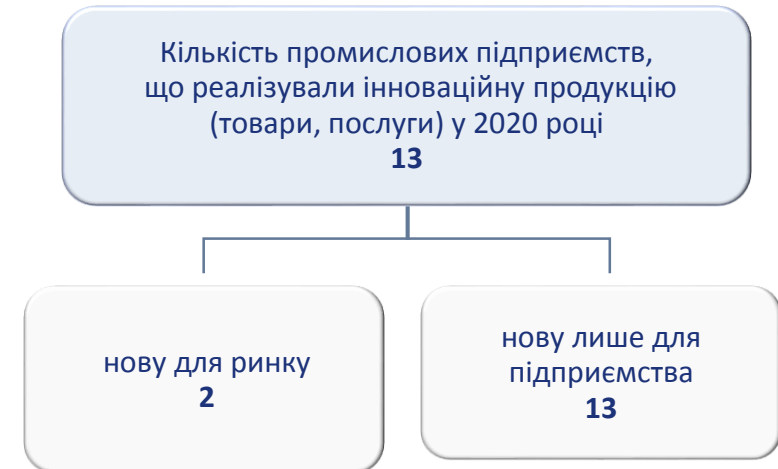 Кількість промислових підприємств,
що реалізували інноваційну продукцію
(товари, послуги) у 2020 році
13
нову для ринку
2
нову лише для
підприємства
13